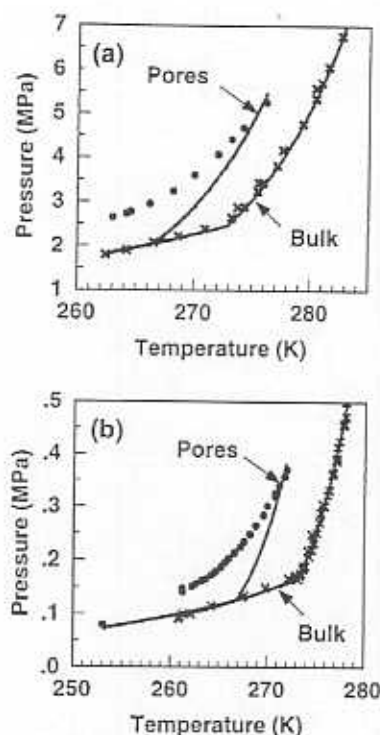 (a)
Pores
Bulk
Pressure (MPa)
7
6
5
4
3
2
1
260
270
280
Temperature (K)
(b)
Pores
Bulk
Pressure (MPa)
.5
.4
.3
.2
.1
.0
250
260
270
280
Temperature (K)